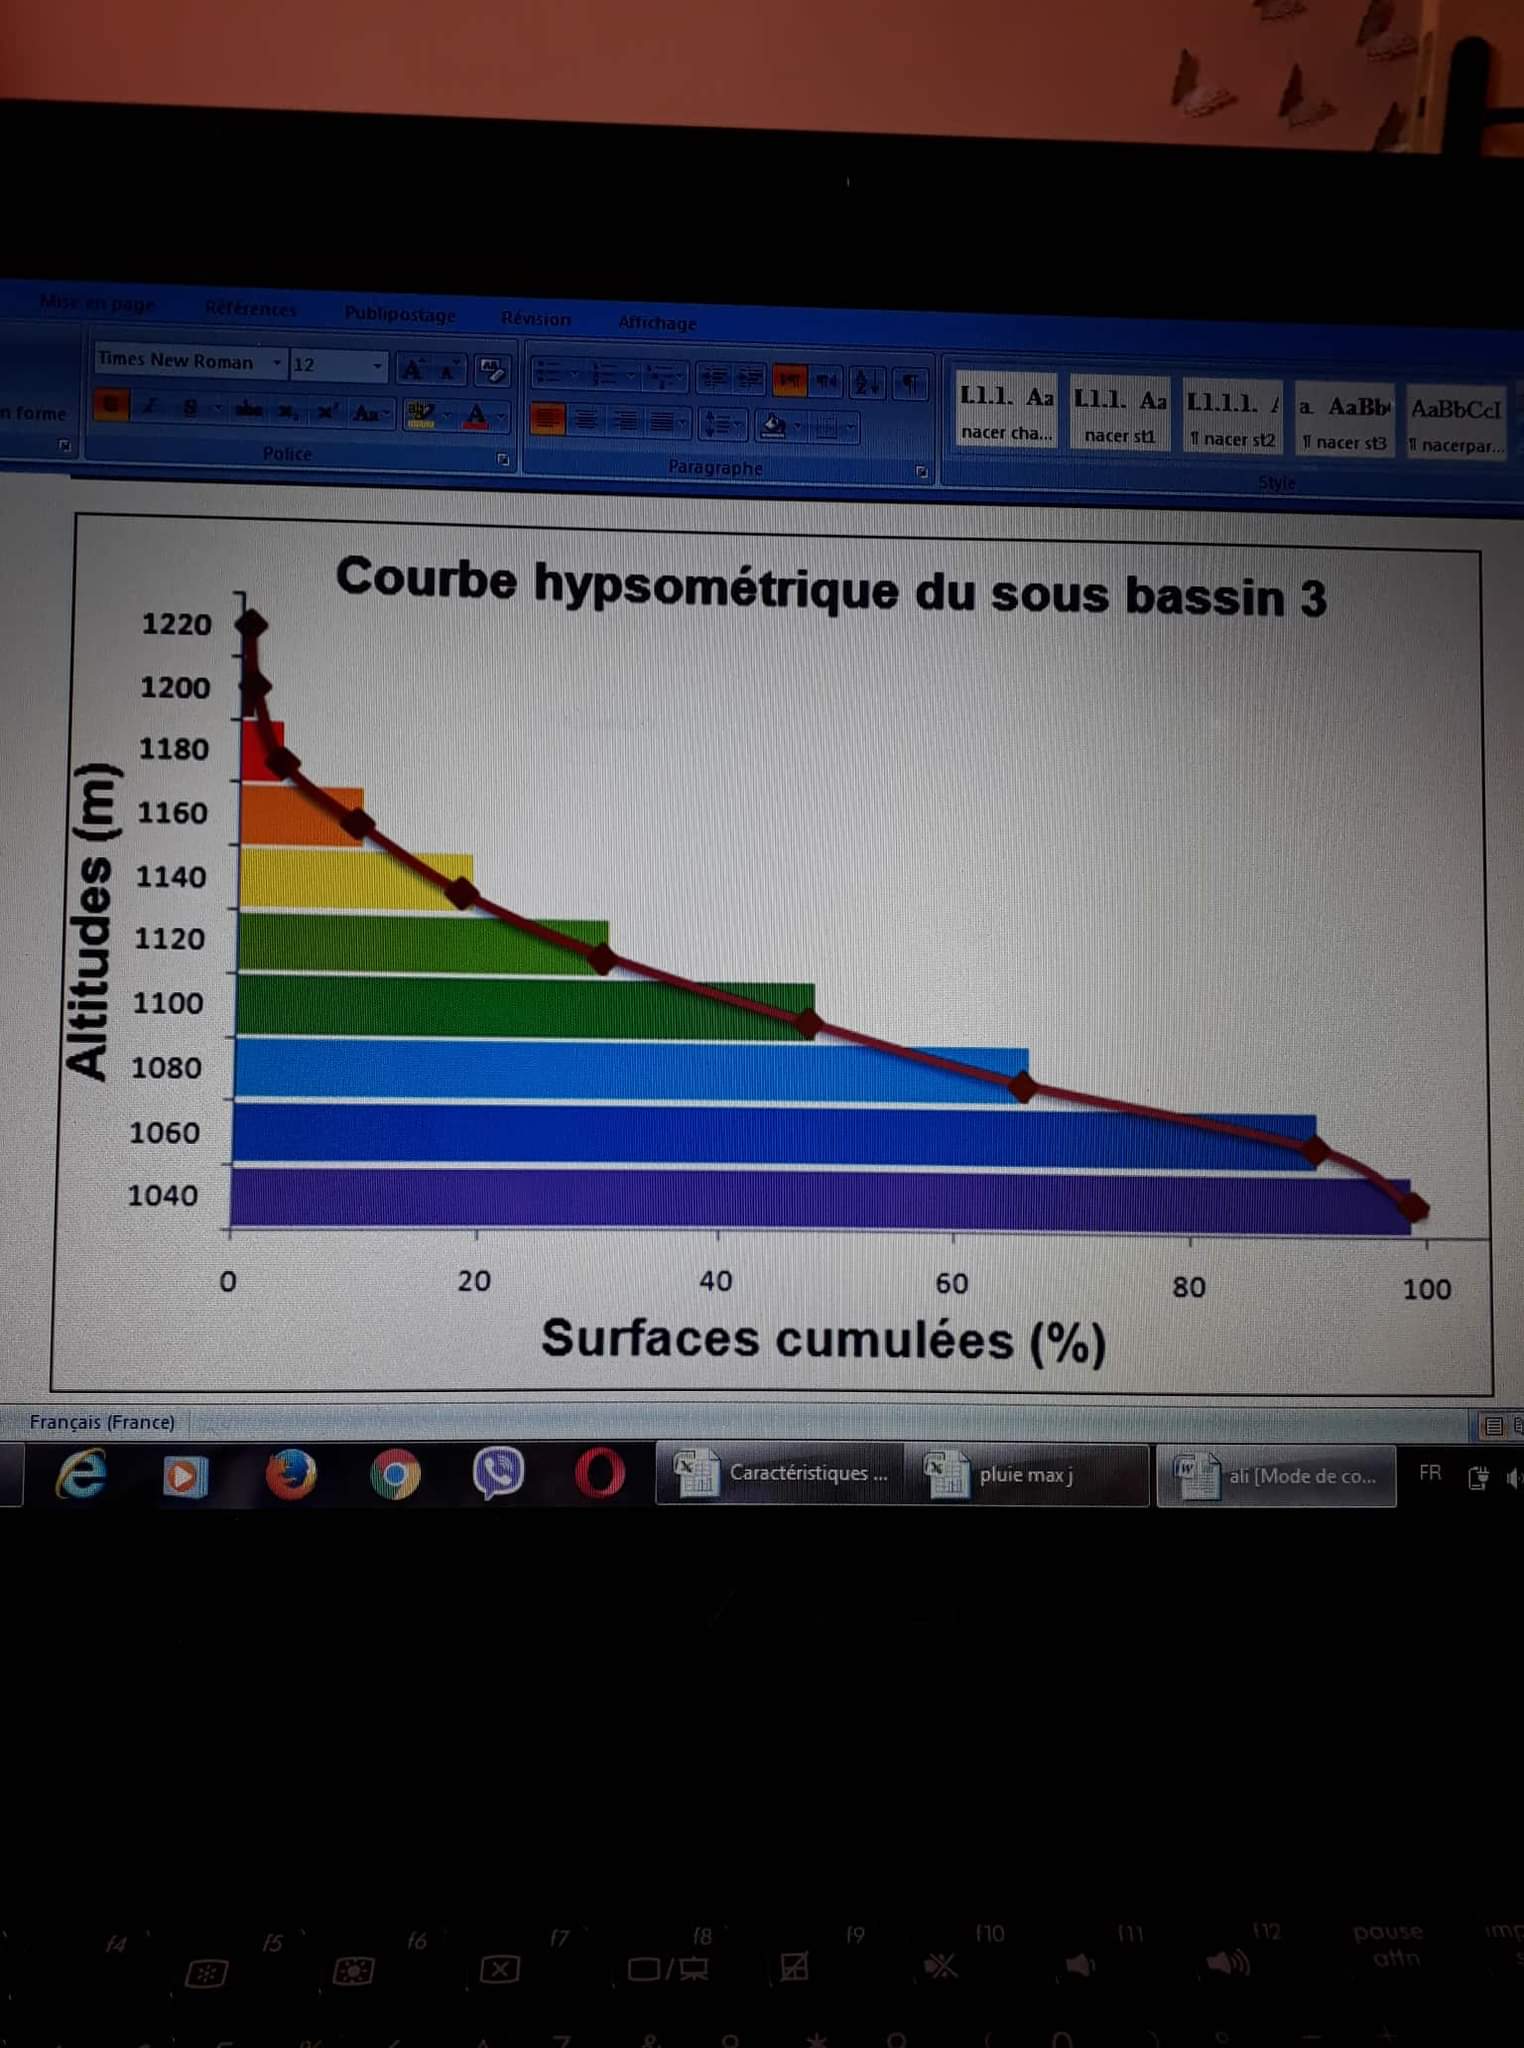 Mise en page Références Publipostage Révision Affichage
Times New Roman 12
n forme
Police
Paragraphe
Style
nacer cha...
nacer st1
¶ nacer st2
¶ nacer st3
¶ nacerpar...
L1.1. Aa
L1.1. Aa
L1.1.1.
a. AaBb
AaBbCcI
Courbe hypsométrique du sous bassin 3
Altitudes (m)
1220
1200
1180
1160
1140
1120
1100
1080
1060
1040
0 20 40 60 80 100
Surfaces cumulées (%)
Français (France)
Caractéristiques ...
pluie max j
ali [Mode de co...
FR
f4 f5 f6 f7 f8 f9 f10 f11 f12 pause
attn